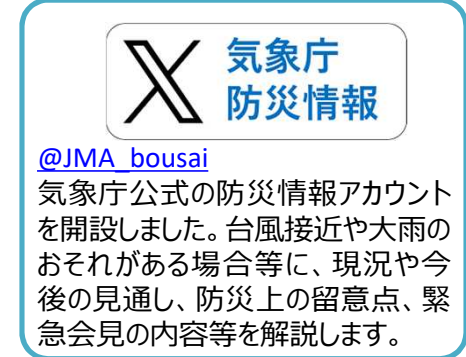 気象庁
防災情報
@JMA_bousai
気象庁公式の防災情報アカウント
を開設しました。台風接近や大雨の
おそれがある場合等に、現況や今
後の見通し、防災上の留意点、緊
急会見の内容等を解説します。